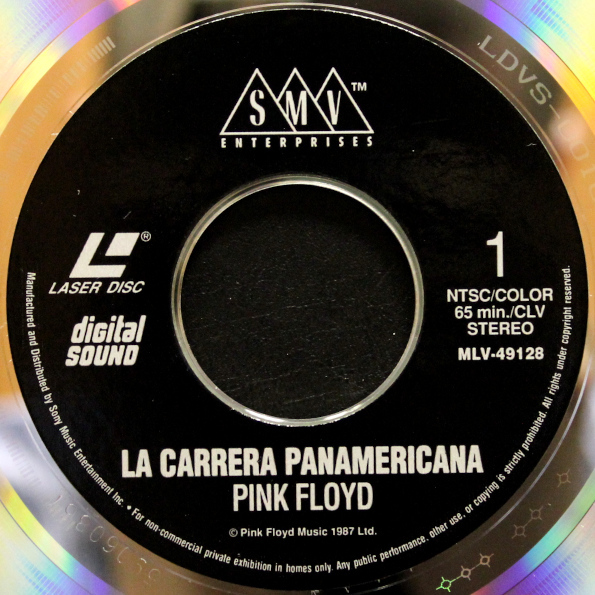 SMV™
ENTERPRISES
®
LASER DISC
digital
SOUND
1
NTSC/COLOR
65 min./CLV
STEREO
MLV-49128
LA CARRERA PANAMERICANA
PINK FLOYD
© Pink Floyd Music 1987 Ltd.
Manufactured and Distributed by Sony Music Entertainment Inc. • For non-commercial private exhibition in homes only. Any public performance, other use, or copying is strictly prohibited. All rights under copyright reserved.